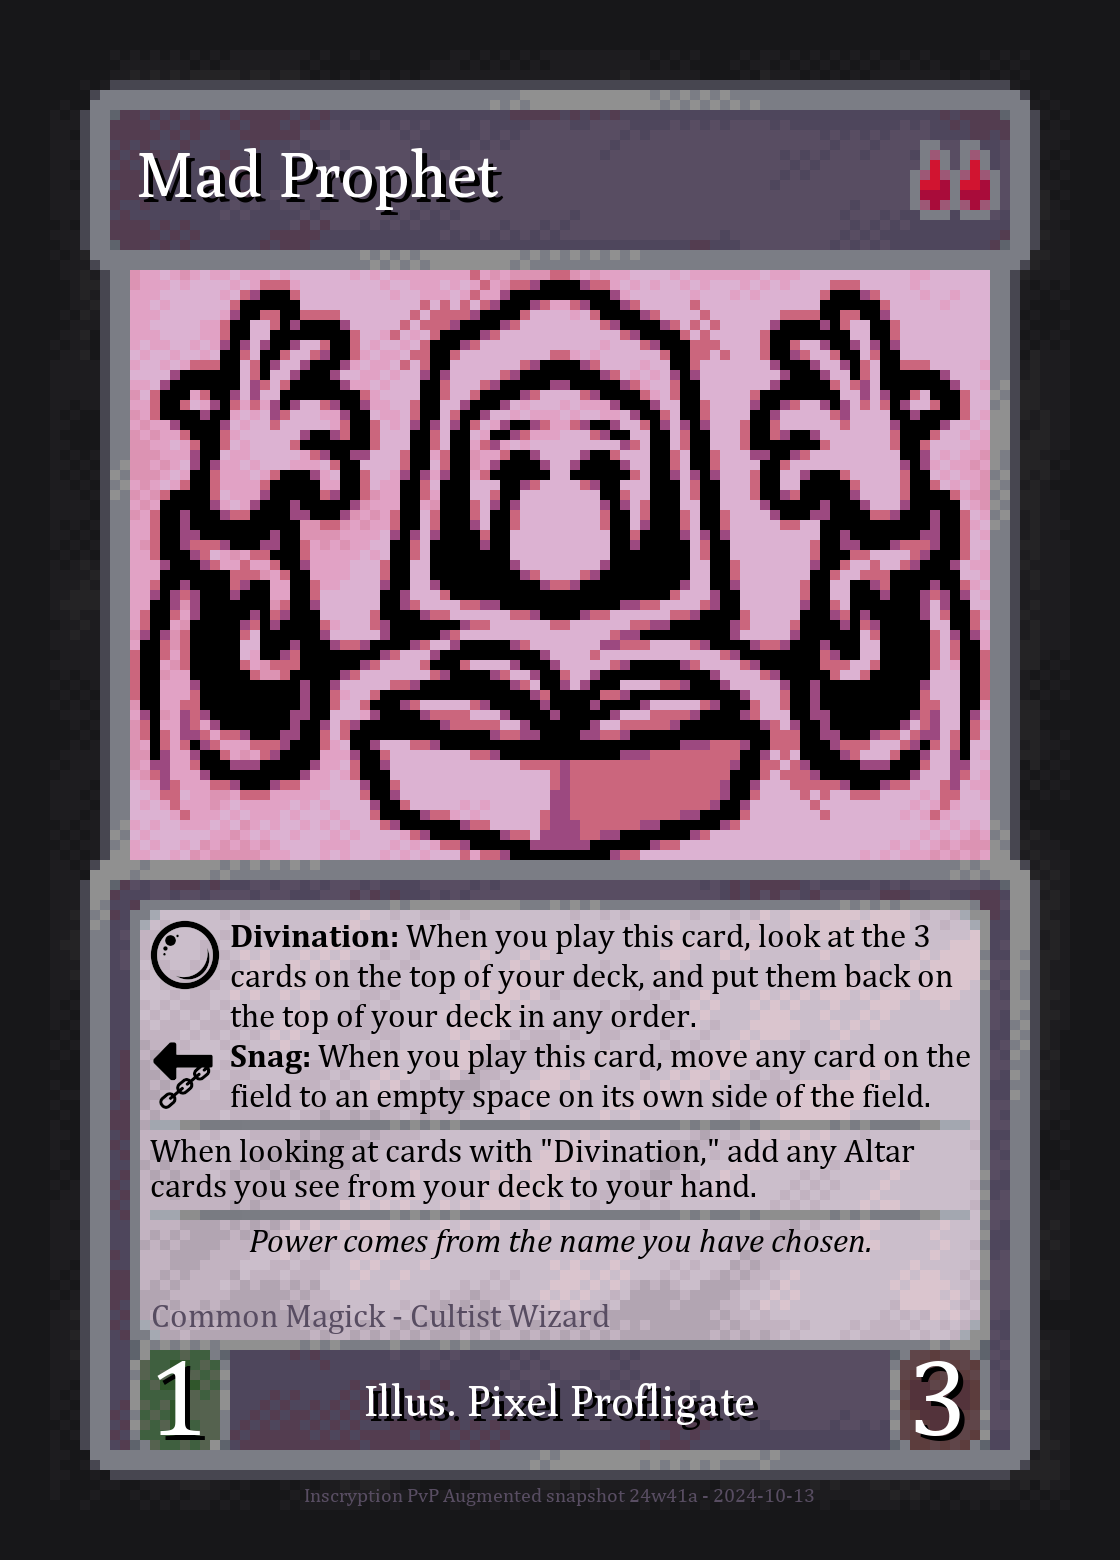 Mad Prophet
Divination: When you play this card, look at the 3
cards on the top of your deck, and put them back on
the top of your deck in any order.
Snag: When you play this card, move any card on the
field to an empty space on its own side of the field.
When looking at cards with "Divination," add any Altar
cards you see from your deck to your hand.
Power comes from the name you have chosen.
Common Magick - Cultist Wizard
1
Illus. Pixel Profligate
3
Inscryption PvP Augmented snapshot 24w41a - 2024-10-13